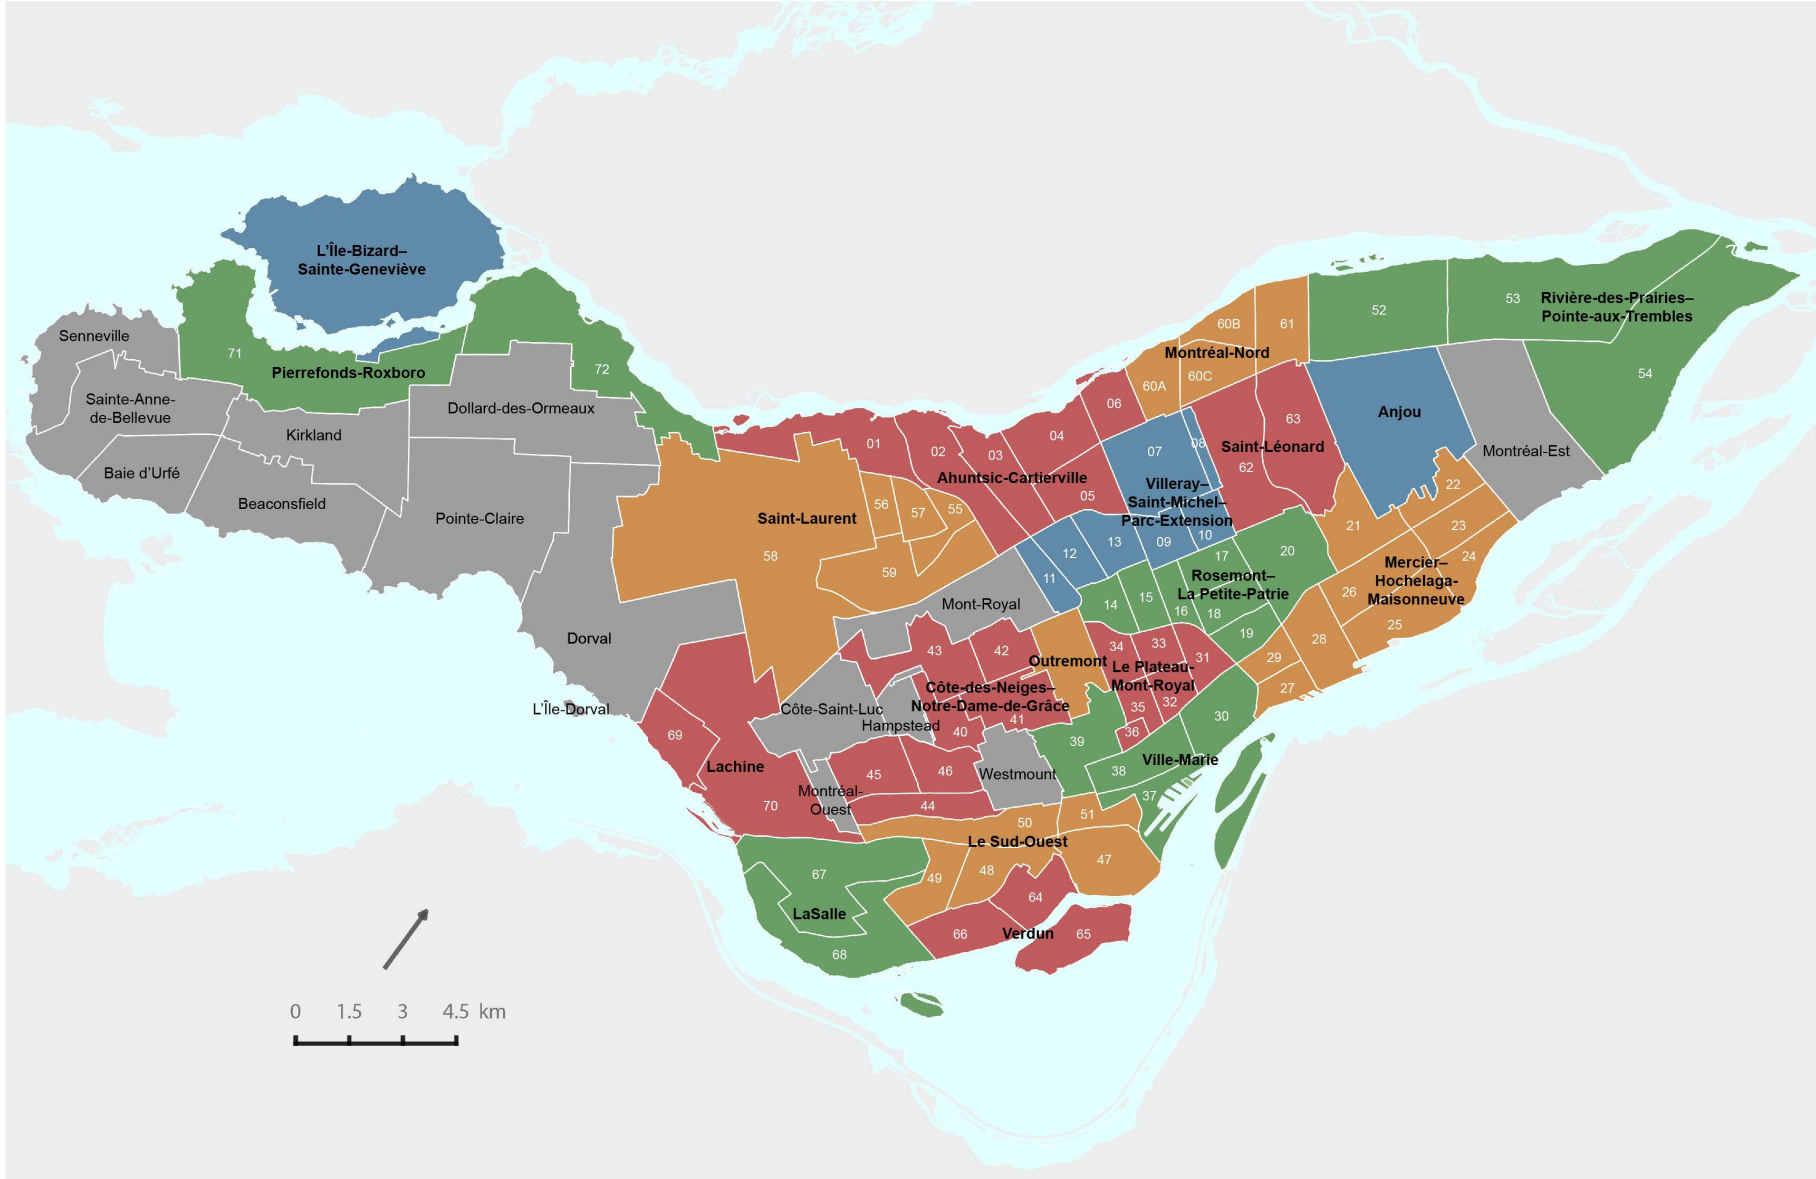 L'Île-Bizard–
Sainte-Geneviève
Senneville
71
Pierrefonds-Roxboro
72
Sainte-Anne-
de-Bellevue
Kirkland
Dollard-des-Ormeaux
Baie d'Urfé
Beaconsfield
Pointe-Claire
Dorval
L'Île-Dorval
Saint-Laurent
58
56
57
55
59
01
02
03
04
05
06
Ahuntsic-Cartierville
60A
60B
60C
61
Montréal-Nord
52
53
54
Rivière-des-Prairies–
Pointe-aux-Trembles
Anjou
Montréal-Est
63
62
Saint-Léonard
07
08
Villeray–
Saint-Michel–
Parc-Extension
09
10
11
12
13
14
15
16
17
18
19
20
Rosemont–
La Petite-Patrie
21
22
23
24
25
26
27
28
29
Mercier–
Hochelaga-
Maisonneuve
Mont-Royal
Outremont
34
33
31
35
32
36
Le Plateau-
Mont-Royal
43
42
41
40
Côte-des-Neiges–
Notre-Dame-de-Grâce
Côte-Saint-Luc
Hampstead
45
46
44
Westmount
Montréal-
Ouest
69
Lachine
70
30
39
38
37
Ville-Marie
50
51
Le Sud-Ouest
49
48
47
67
LaSalle
68
64
66
Verdun
65
0 1.5 3 4.5 km